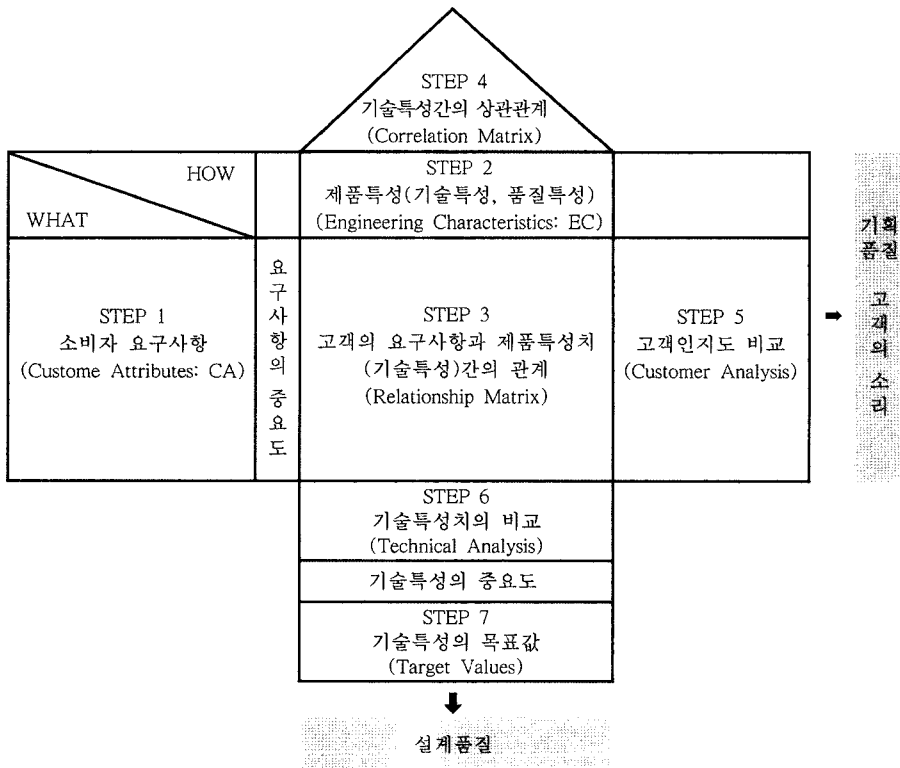 STEP 4
기술특성간의 상관관계
(Correlation Matrix)
HOW
WHAT
STEP 2
제품특성(기술특성, 품질특성)
(Engineering Characteristics: EC)
STEP 1
소비자 요구사항
(Custome Attributes: CA)
요구사항의 중요도
STEP 3
고객의 요구사항과 제품특성치
(기술특성)간의 관계
(Relationship Matrix)
STEP 5
고객인지도 비교
(Customer Analysis)
기획
품질
고객의 소리
STEP 6
기술특성치의 비교
(Technical Analysis)
기술특성의 중요도
STEP 7
기술특성의 목표값
(Target Values)
설계품질